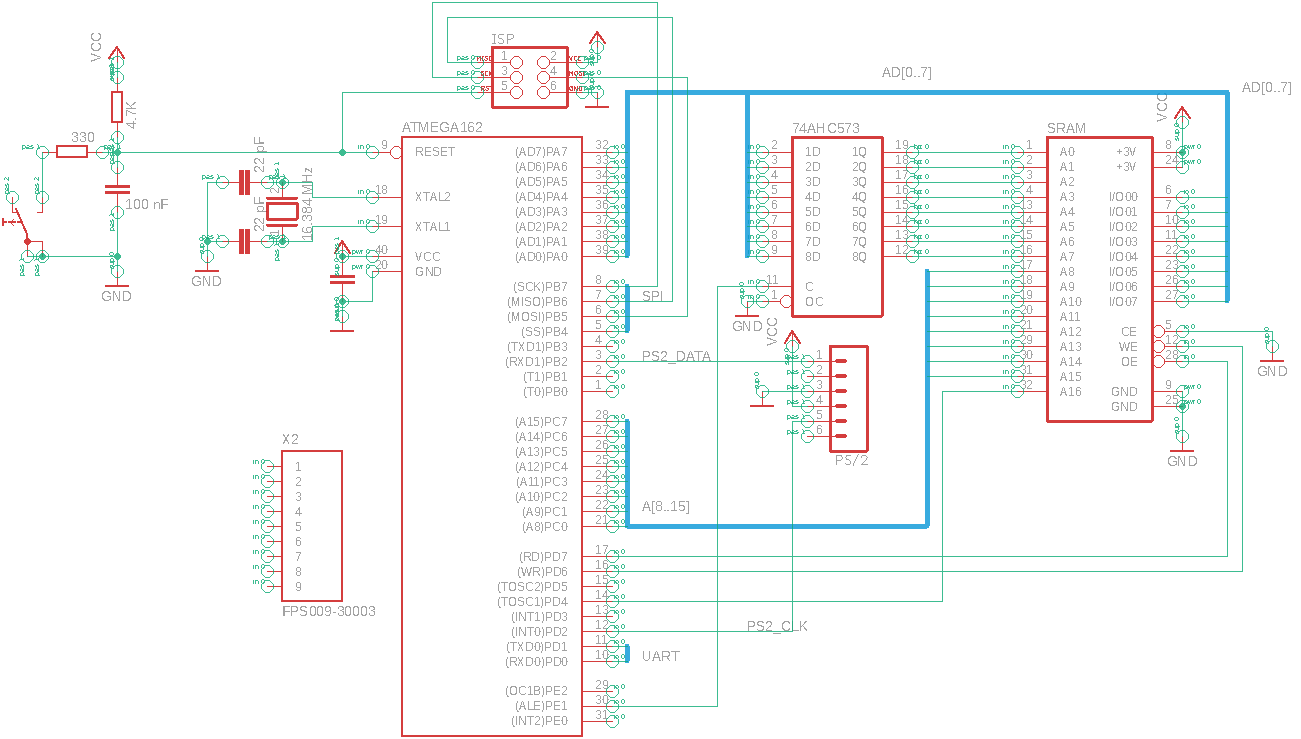 ISP
VCC
1
2
3
4
5
6
AD[0..7]
AD[0..7]
4.7K
330
100 nF
GND
22 pF
22 pF
16.384 MHz
GND
ATMEGA162
9 RESET
18 XTAL2
19 XTAL1
40 VCC
20 GND
(AD7)PA7 32
(AD6)PA6 33
(AD5)PA5 34
(AD4)PA4 35
(AD3)PA3 36
(AD2)PA2 37
(AD1)PA1 38
(AD0)PA0 39
(SCK)PB7 8
(MISO)PB6 7
(MOSI)PB5 6
(SS)PB4 5
(TXD1)PB3 4
(RXD1)PB2 3
(T1)PB1 2
(T0)PB0 1
(A15)PC7 28
(A14)PC6 27
(A13)PC5 26
(A12)PC4 25
(A11)PC3 24
(A10)PC2 23
(A9)PC1 22
(A8)PC0 21
(RD)PD7 17
(WR)PD6 16
(TOSC2)PD5 15
(TOSC1)PD4 14
(INT1)PD3 13
(INT0)PD2 12
(TXD0)PD1 11
(RXD0)PD0 10
(OC1B)PE2 29
(ALE)PE1 30
(INT2)PE0 31
SPI
PS2_DATA
A[8..15]
PS2_CLK
UART
74AHC573
2 1D 1Q 19
3 2D 2Q 18
4 3D 3Q 17
5 4D 4Q 16
6 5D 5Q 15
7 6D 6Q 14
8 7D 7Q 13
9 8D 8Q 12
11 C
1 OC
GND
VCC
1
2
3
4
5
6
PS/2
SRAM
VCC
1 A0 +3V 8
2 A1 +3V 24
3 A2
4 A3 I/O00 6
13 A4 I/O01 7
14 A5 I/O02 10
15 A6 I/O03 11
16 A7 I/O04 22
17 A8 I/O05 23
18 A9 I/O06 26
19 A10 I/O07 27
20 A11
21 A12 CE 5
29 A13 WE 12
30 A14 OE 28
31 A15
32 A16 GND 9
GND 25
GND
GND
X2
1
2
3
4
5
6
7
8
9
FPS009-30003